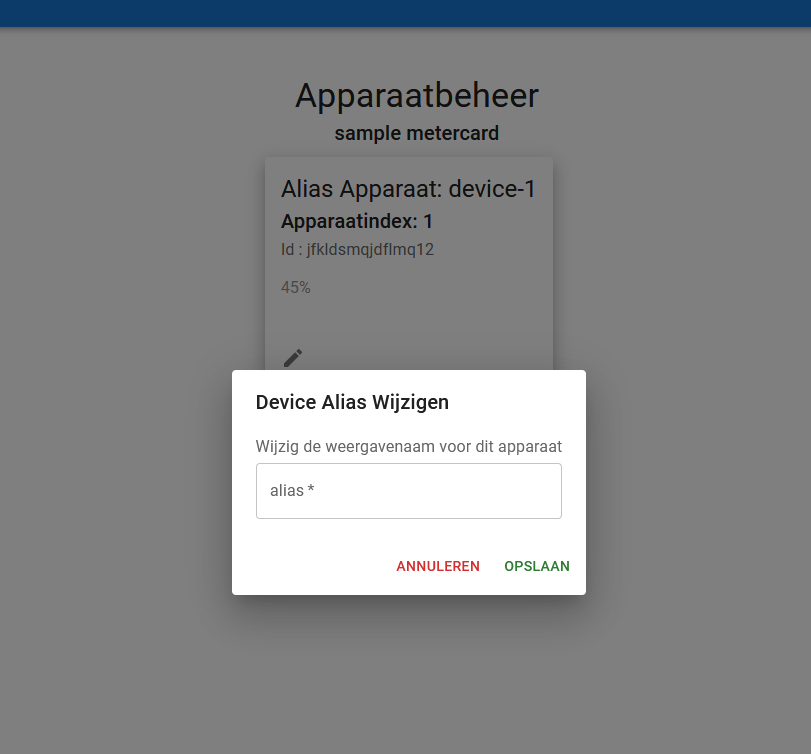 Apparaatbeheer
sample metercard
Alias Apparaat: device-1
Apparaatindex: 1
Id : jfkldsmqjdflmq12
45%
Device Alias Wijzigen
Wijzig de weergavenaam voor dit apparaat
alias *
ANNULEREN OPSLAAN